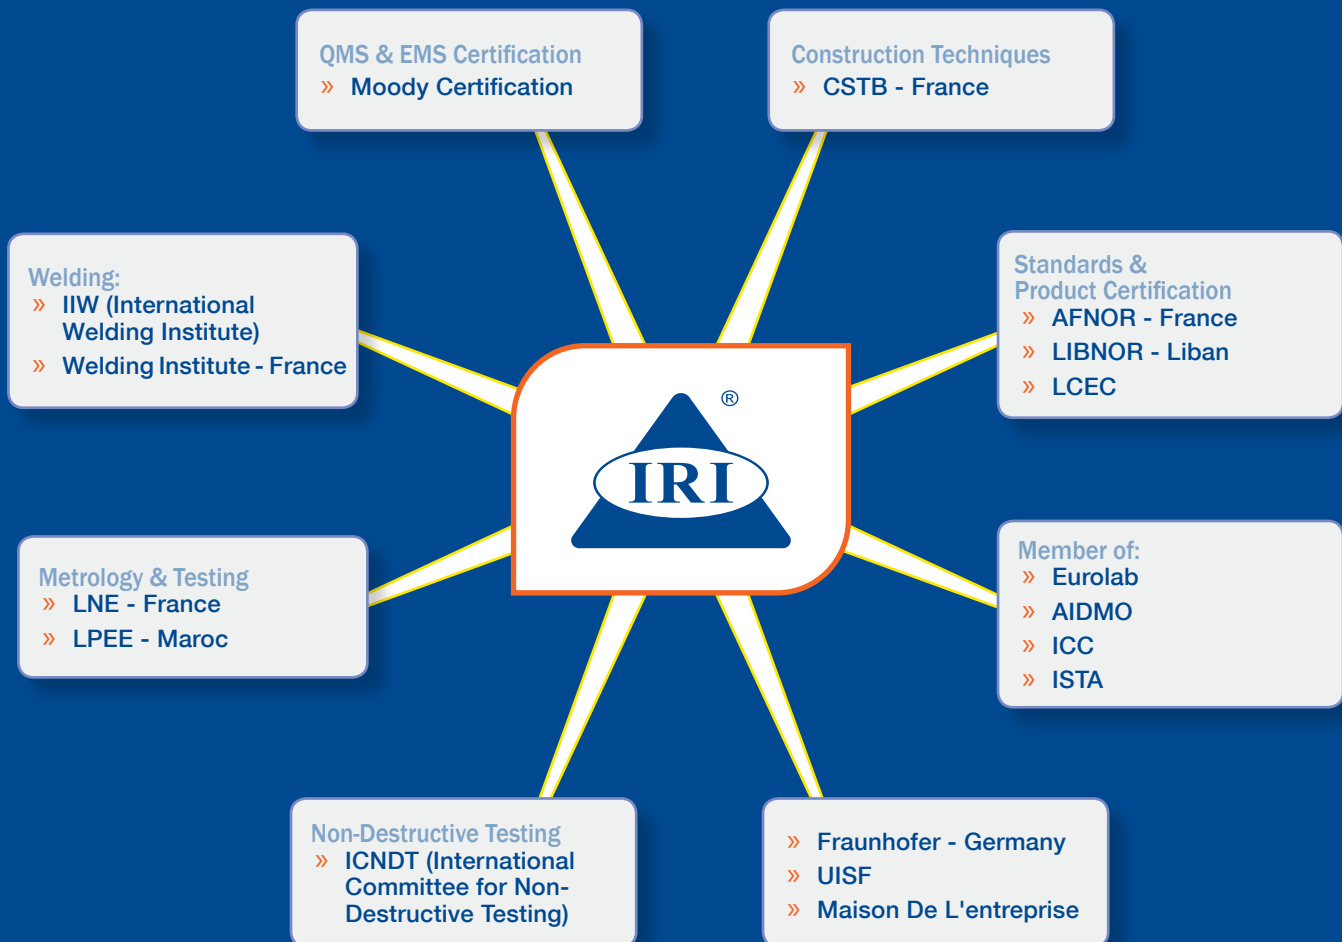 QMS & EMS Certification
» Moody Certification
Construction Techniques
» CSTB - France
Welding:
» IIW (International
Welding Institute)
» Welding Institute - France
Standards &
Product Certification
» AFNOR - France
» LIBNOR - Liban
» LCEC
®
IRI
Metrology & Testing
» LNE - France
» LPEE - Maroc
Member of:
» Eurolab
» AIDMO
» ICC
» ISTA
Non-Destructive Testing
» ICNDT (International
Committee for Non-
Destructive Testing)
» Fraunhofer - Germany
» UISF
» Maison De L'entreprise